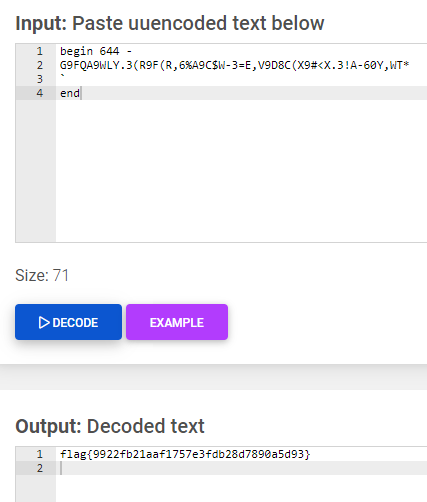 Input: Paste uuencoded text below
1 begin 644 -
2 G9FQA9WLY.3(R9F(R,6%A9C$W-3=E,V9D8C(X9#<X.3!A-60Y,WT*
3 `
4 end
Size: 71
DECODE EXAMPLE
Output: Decoded text
1 flag{9922fb21aaf1757e3fdb28d7890a5d93}
2